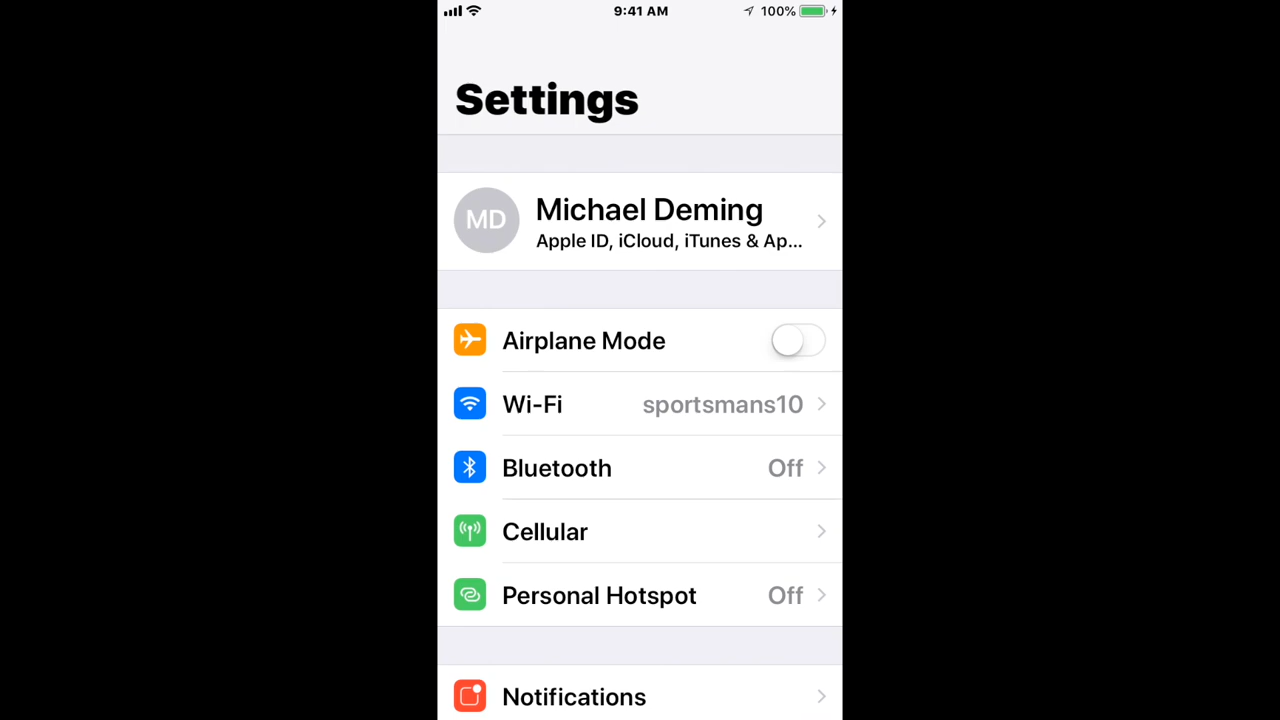 9:41 AM 100%
Settings
MD
Michael Deming
Apple ID, iCloud, iTunes & Ap...
Airplane Mode
Wi-Fi sportsmans10
Bluetooth Off
Cellular
Personal Hotspot Off
Notifications